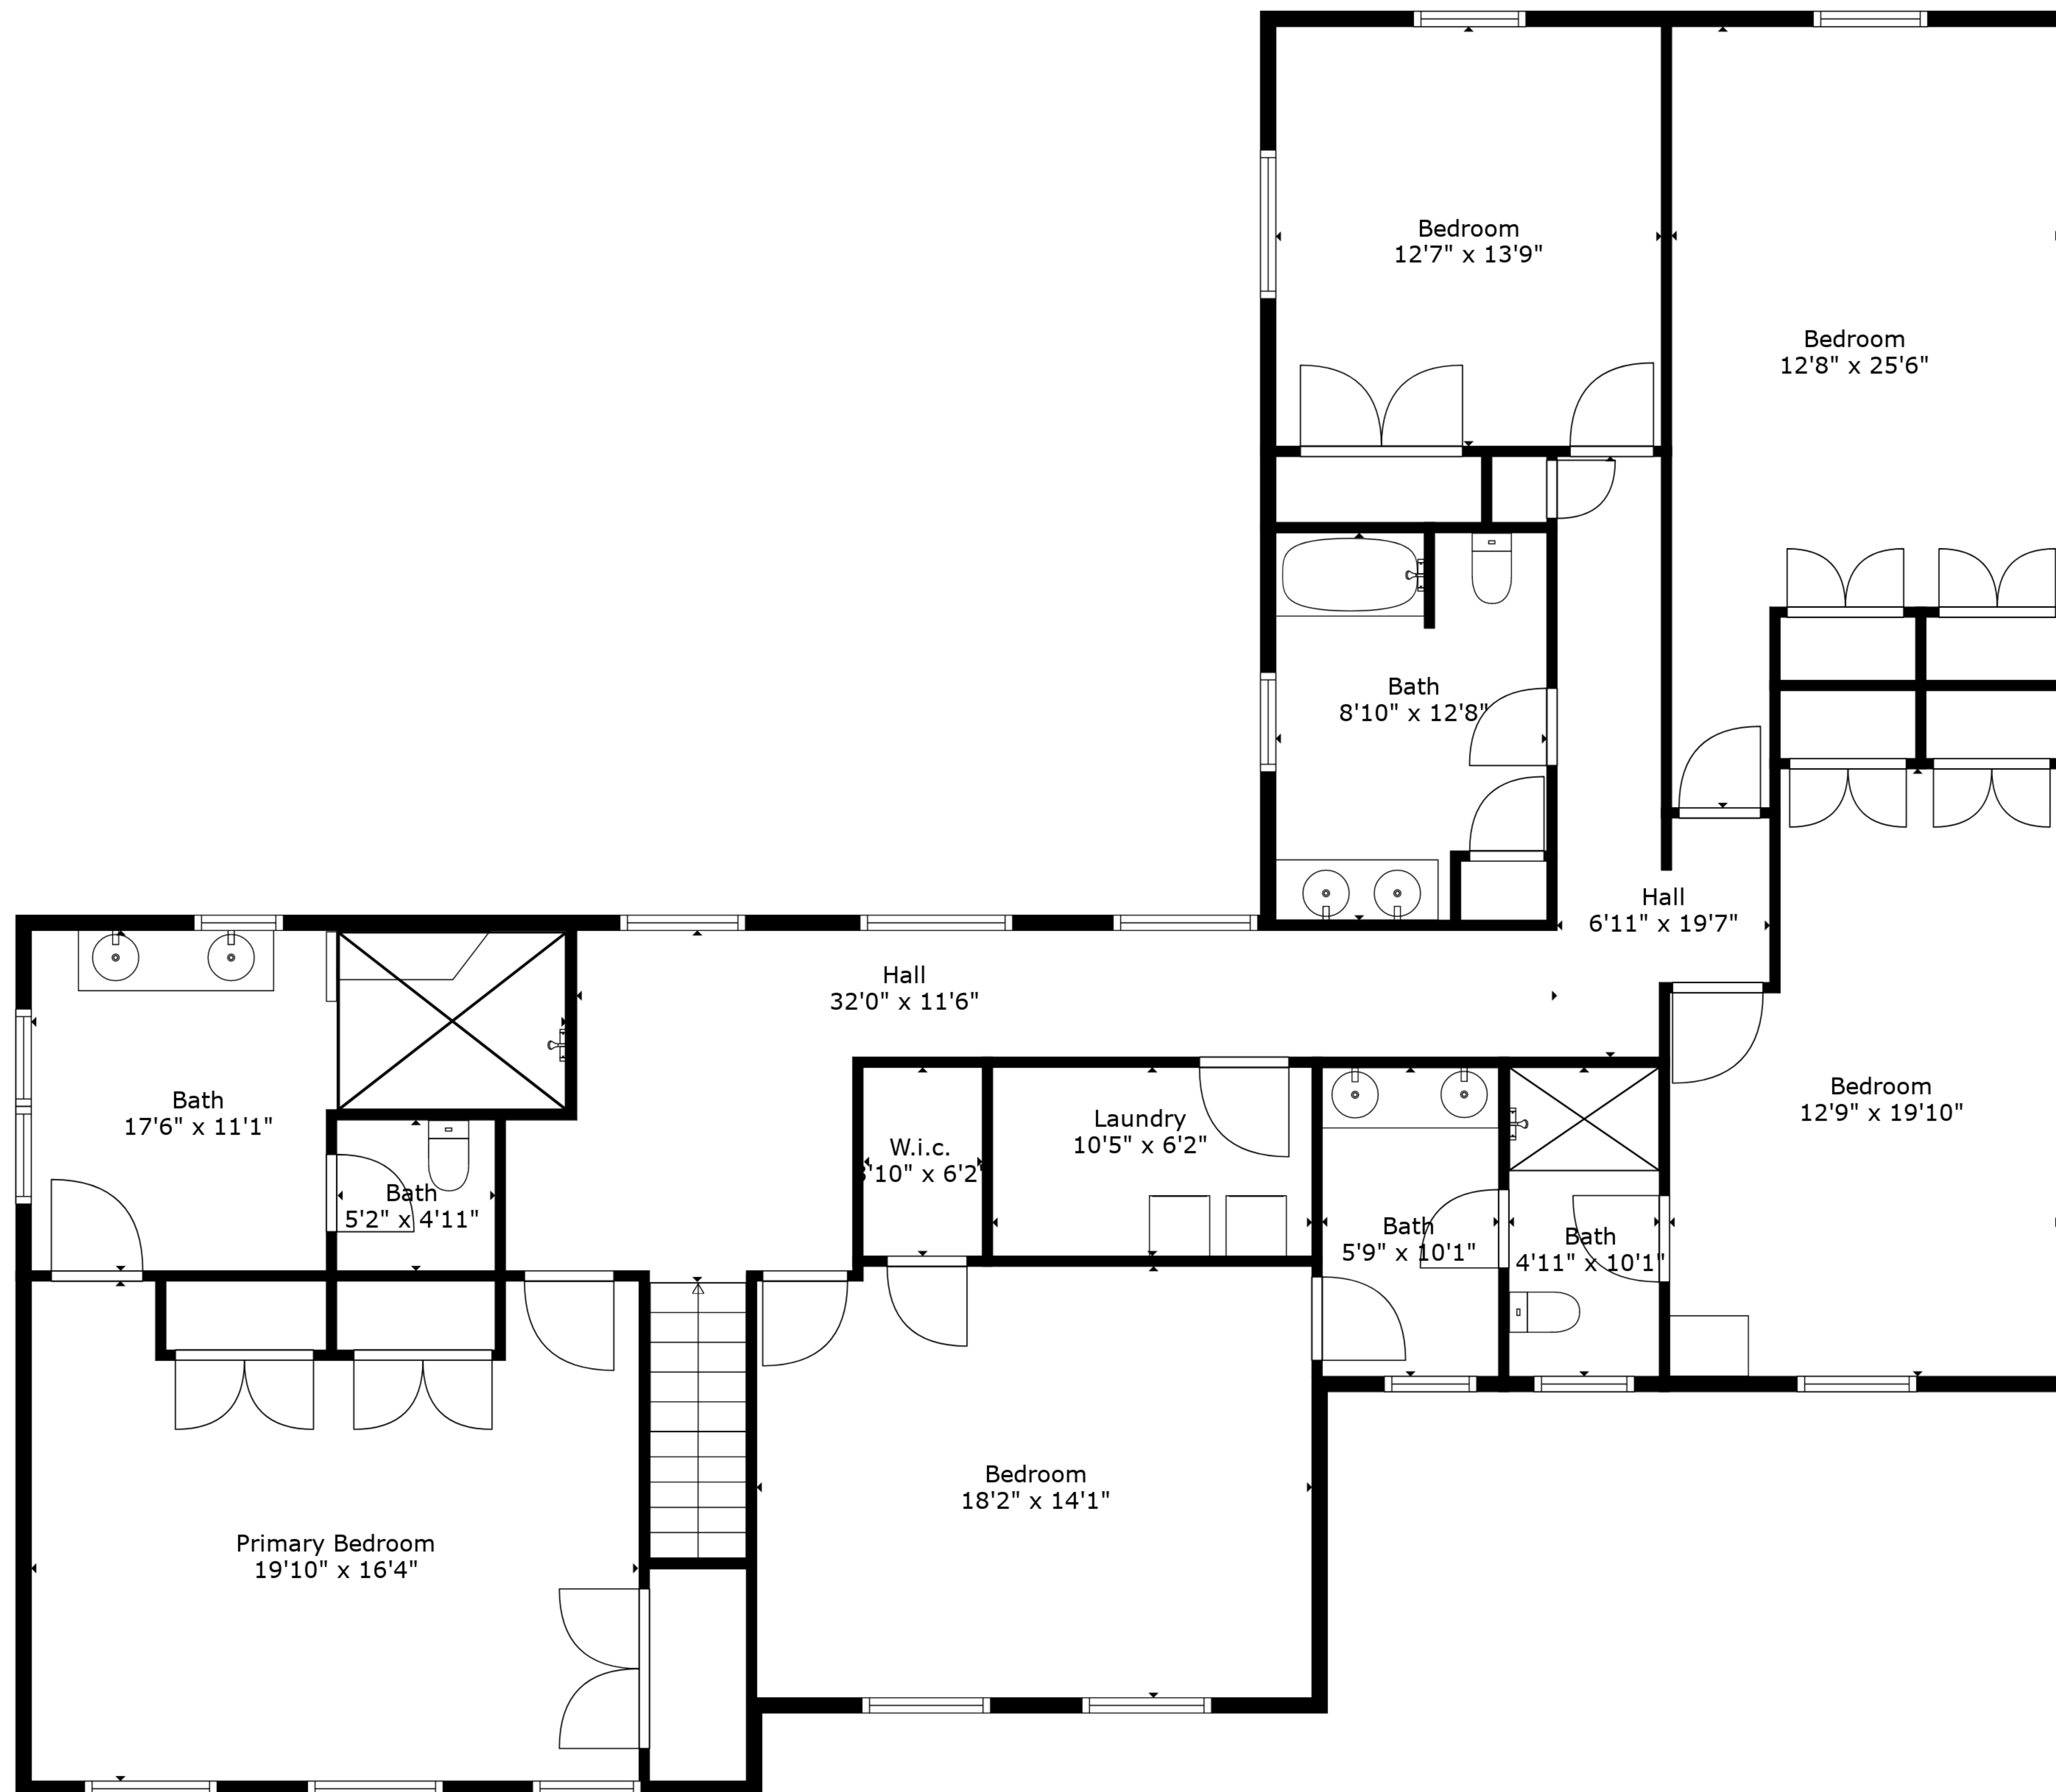 Bedroom
12'7" x 13'9"
Bedroom
12'8" x 25'6"
Bath
8'10" x 12'8"
Hall
6'11" x 19'7"
Hall
32'0" x 11'6"
Bath
17'6" x 11'1"
Bath
5'2" x 4'11"
W.i.c.
x 6'2"
Laundry
10'5" x 6'2"
Bath
5'9" x 10'1"
Bath
4'11" x 10'1"
Bedroom
12'9" x 19'10"
Bedroom
18'2" x 14'1"
Primary Bedroom
19'10" x 16'4"